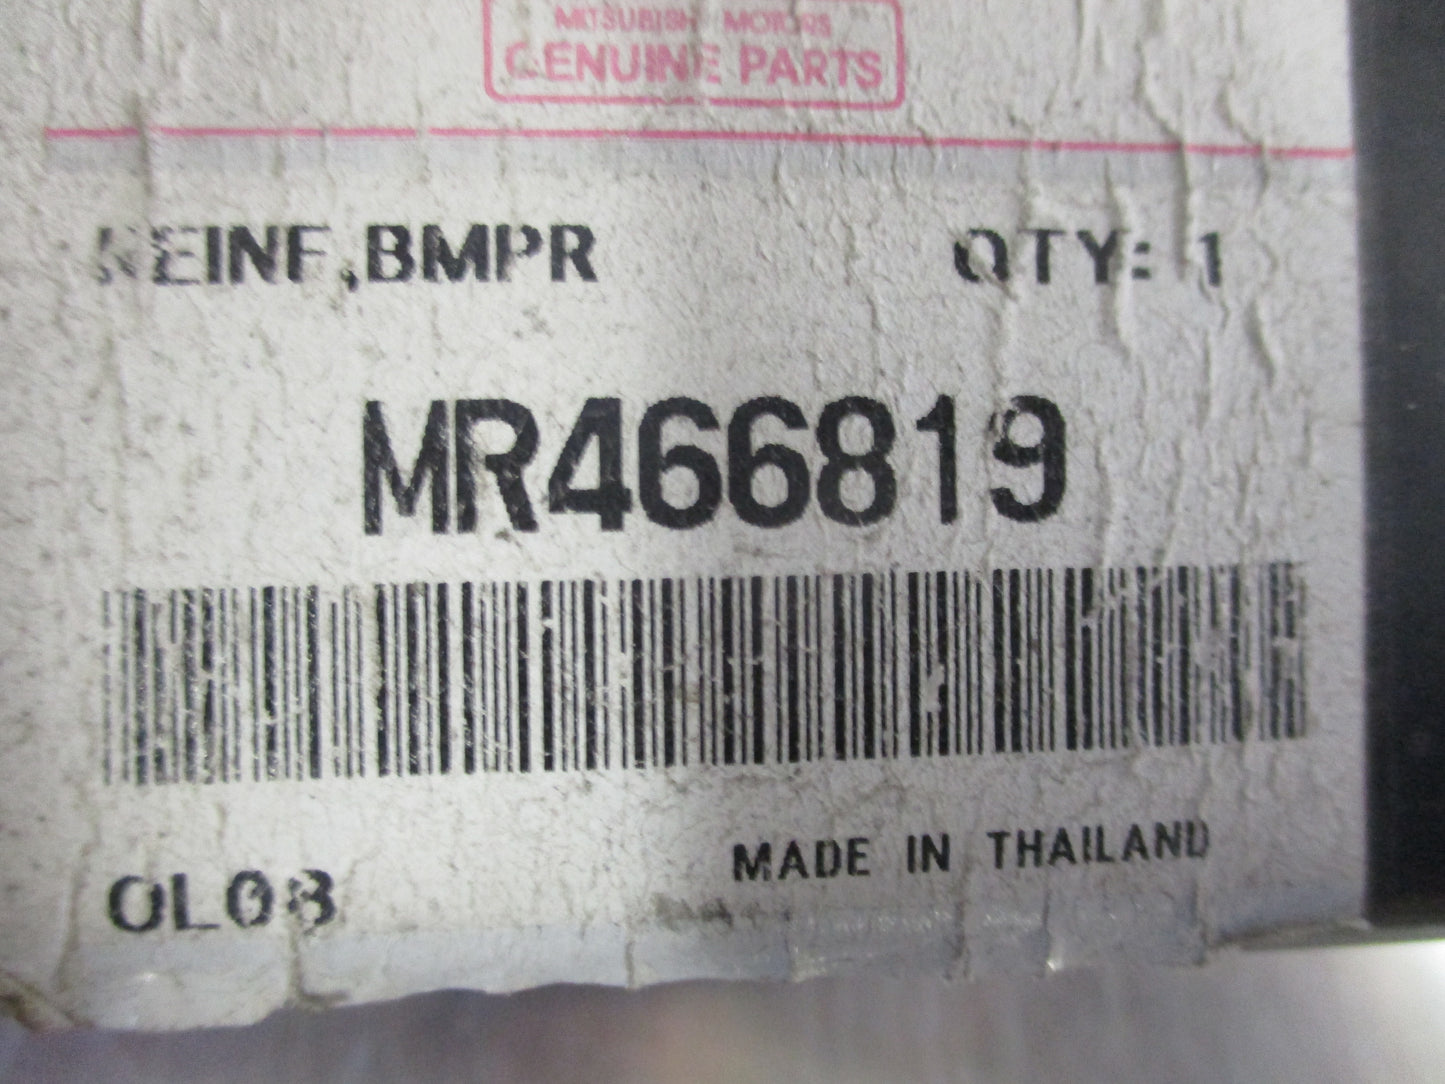 MITSUBISHI MOTORS
GENUINE PARTS
REINF,BMPR QTY: 1
MR466819
OL08
MADE IN THAILAND